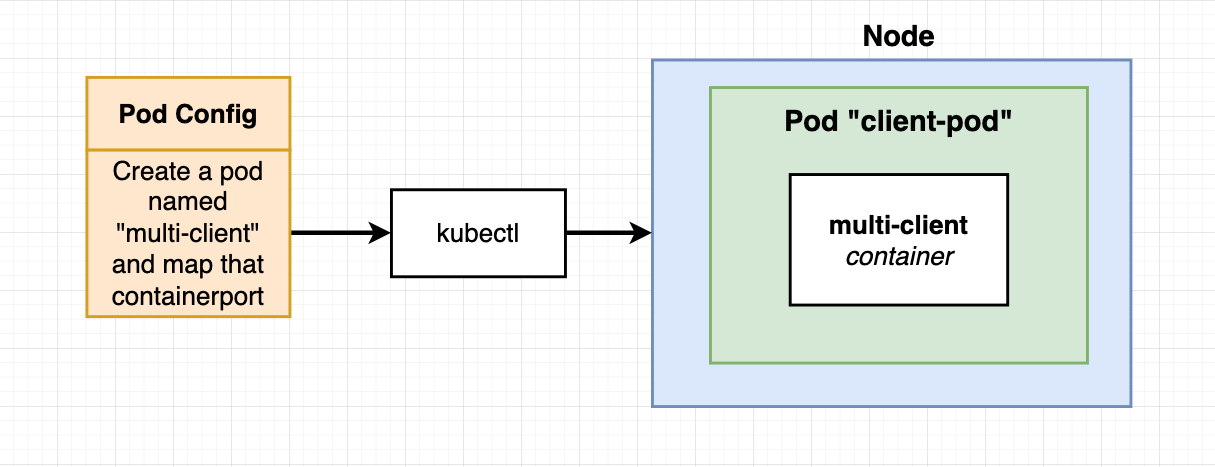 Node
Pod Config
Create a pod
named
"multi-client"
and map that
containerport
kubectl
Pod "client-pod"
multi-client
container